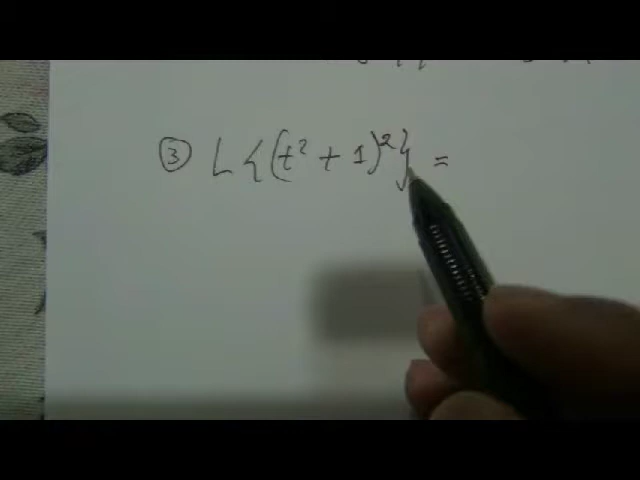 ③ L{(t² + 1)²} =